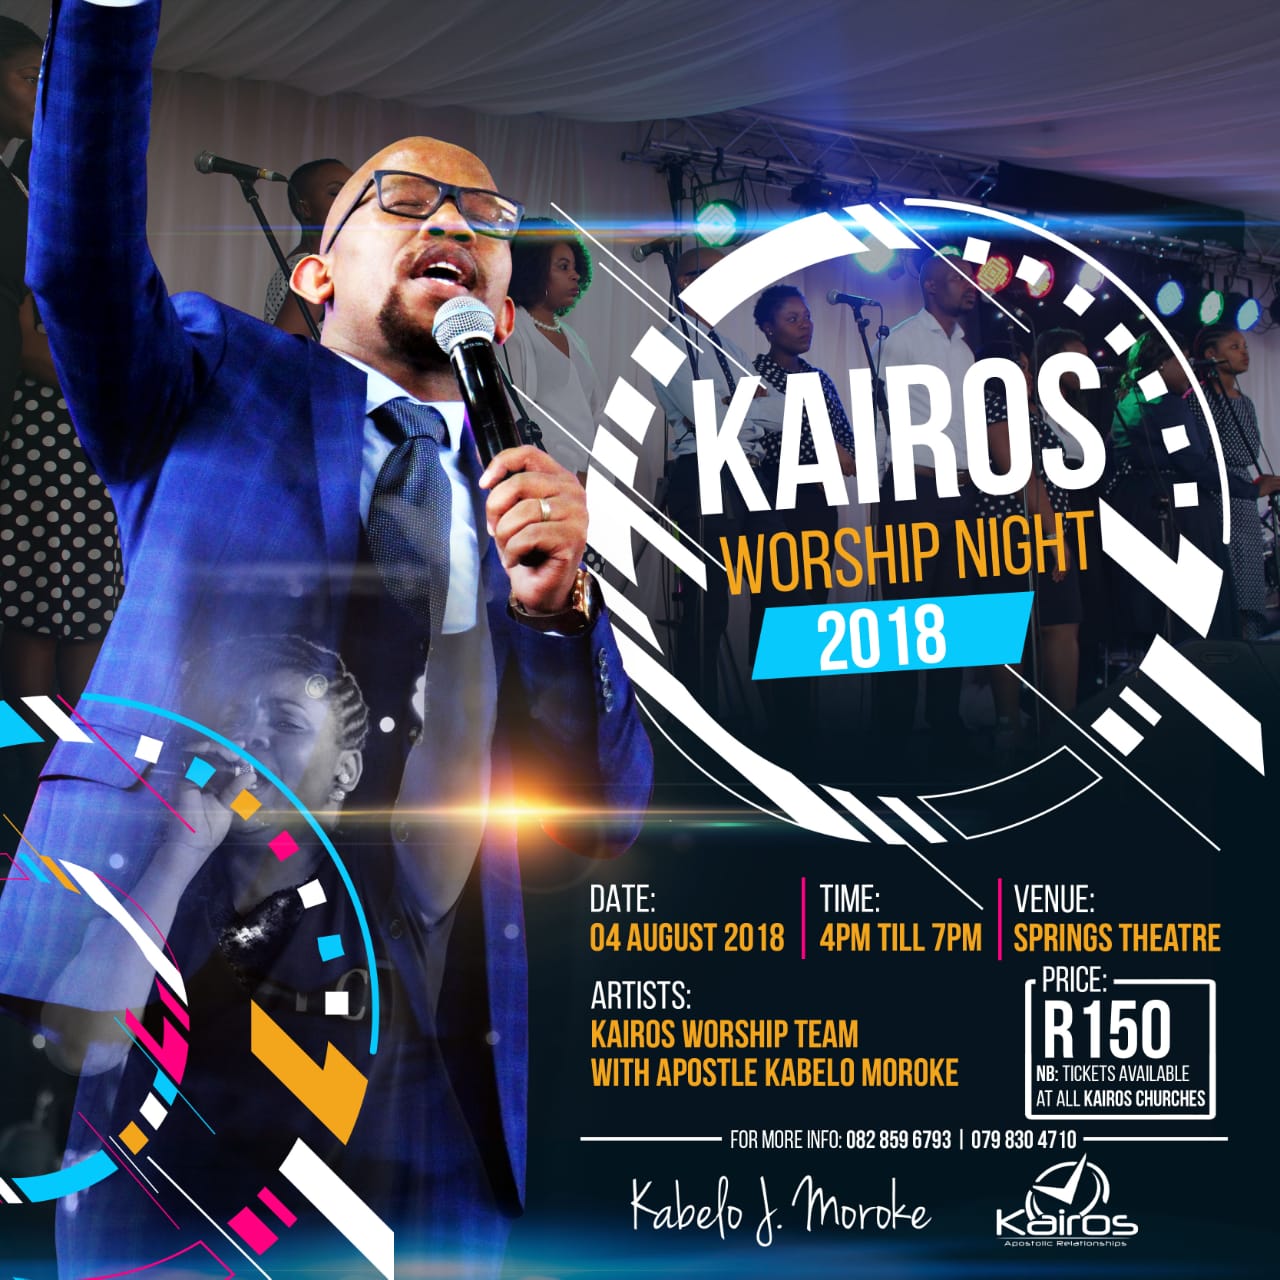 KAIROS
WORSHIP NIGHT
2018
DATE:
04 AUGUST 2018
TIME:
4PM TILL 7PM
VENUE:
SPRINGS THEATRE
ARTISTS:
KAIROS WORSHIP TEAM
WITH APOSTLE KABELO MOROKE
PRICE:
R150
NB: TICKETS AVAILABLE
AT ALL KAIROS CHURCHES
FOR MORE INFO: 082 859 6793 | 079 830 4710
Kabelo J. Moroke
Kairos
Apostolic Relationships